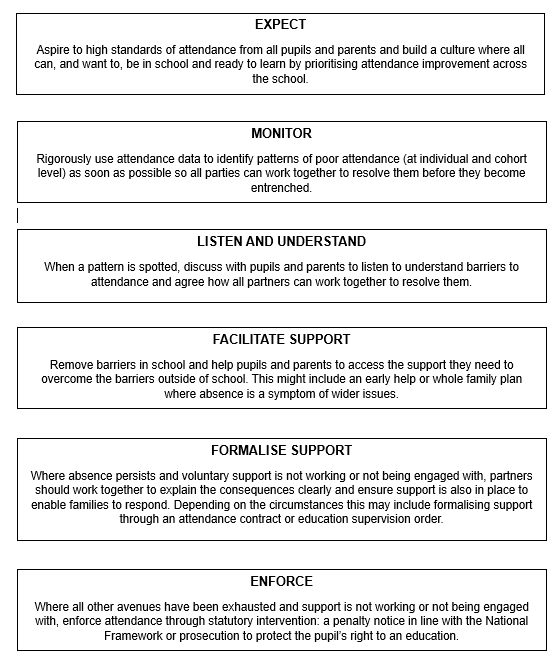 EXPECT
Aspire to high standards of attendance from all pupils and parents and build a culture where all
can, and want to, be in school and ready to learn by prioritising attendance improvement across
the school.
MONITOR
Rigorously use attendance data to identify patterns of poor attendance (at individual and cohort
level) as soon as possible so all parties can work together to resolve them before they become
entrenched.
LISTEN AND UNDERSTAND
When a pattern is spotted, discuss with pupils and parents to listen to understand barriers to
attendance and agree how all partners can work together to resolve them.
FACILITATE SUPPORT
Remove barriers in school and help pupils and parents to access the support they need to
overcome the barriers outside of school. This might include an early help or whole family plan
where absence is a symptom of wider issues.
FORMALISE SUPPORT
Where absence persists and voluntary support is not working or not being engaged with, partners
should work together to explain the consequences clearly and ensure support is also in place to
enable families to respond. Depending on the circumstances this may include formalising support
through an attendance contract or education supervision order.
ENFORCE
Where all other avenues have been exhausted and support is not working or not being engaged
with, enforce attendance through statutory intervention: a penalty notice in line with the National
Framework or prosecution to protect the pupil's right to an education.